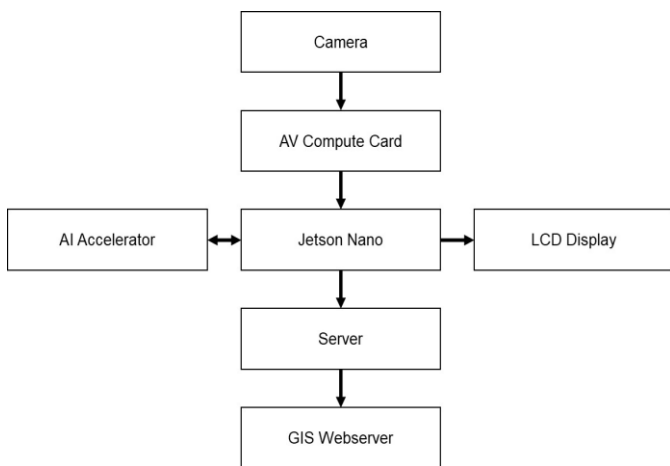 Camera
AV Compute Card
AI Accelerator
Jetson Nano
LCD Display
Server
GIS Webserver